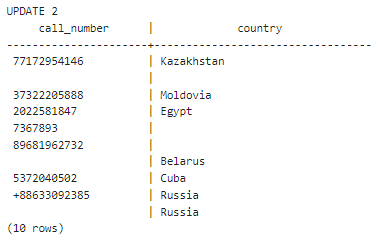 UPDATE 2
call_number | country
----------------+------------------------------------
77172954146 | Kazakhstan
|
37322205888 | Moldovia
2022581847 | Egypt
7367893 |
89681962732 |
| Belarus
5372040502 | Cuba
+88633092385 | Russia
| Russia
(10 rows)